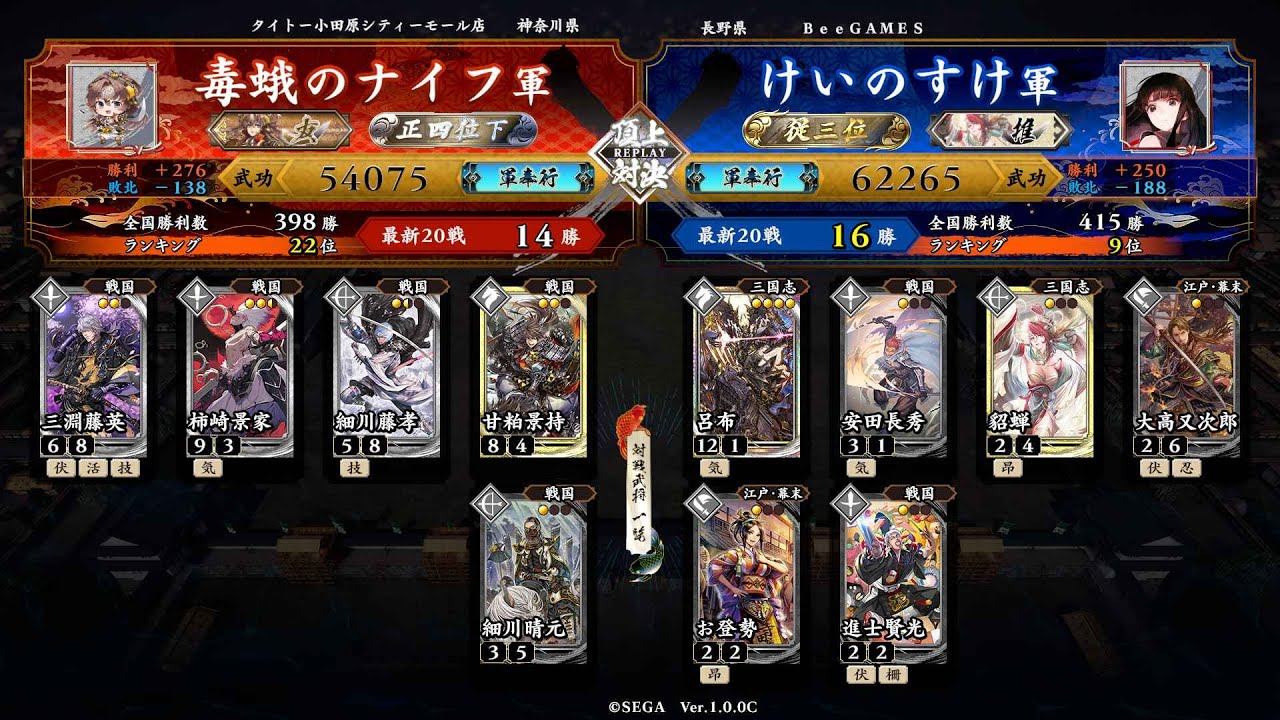 タイトー小田原シティーモール店 神奈川県
長野県 BeeGAMES
毒蛾のナイフ軍
けいのすけ軍
女 正四位下
従三位 推
頂上
REPLAY
対決
勝利 +276
敗北 -138
武功 54075 軍奉行
軍奉行 62265 武功
勝利 +250
敗北 -188
全国勝利数 398勝
ランキング 22位
最新20戦 14勝
最新20戦 16勝
全国勝利数 415勝
ランキング 9位
戦国
三淵藤英
6 8
伏 活 技
戦国
柿崎景家
9 3
気
戦国
細川藤孝
5 8
技
戦国
甘粕景持
8 4
三国志
呂布
12 1
気
戦国
安田長秀
3 1
気
三国志
貂蝉
2 4
昂
江戸・幕末
大高又次郎
2 6
伏 忍
対戦武将一覧
戦国
細川晴元
3 5
江戸・幕末
お登勢
2 2
昂
戦国
進士賢光
2 2
伏 柵
©SEGA Ver.1.0.0C